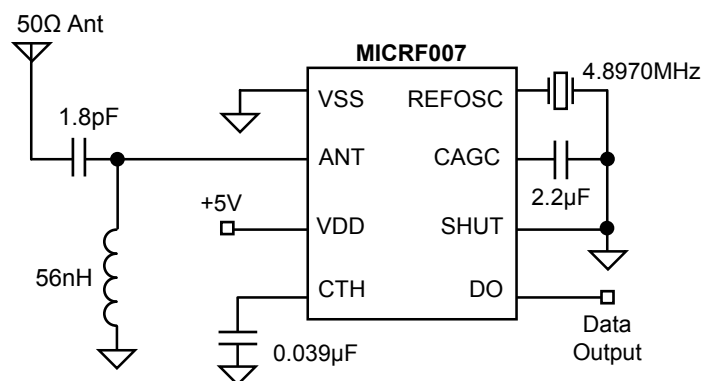 50Ω Ant
MICRF007
4.8970MHz
1.8pF
VSS
REFOSC
ANT
CAGC
2.2µF
+5V
VDD
SHUT
56nH
CTH
DO
0.039µF
Data
Output